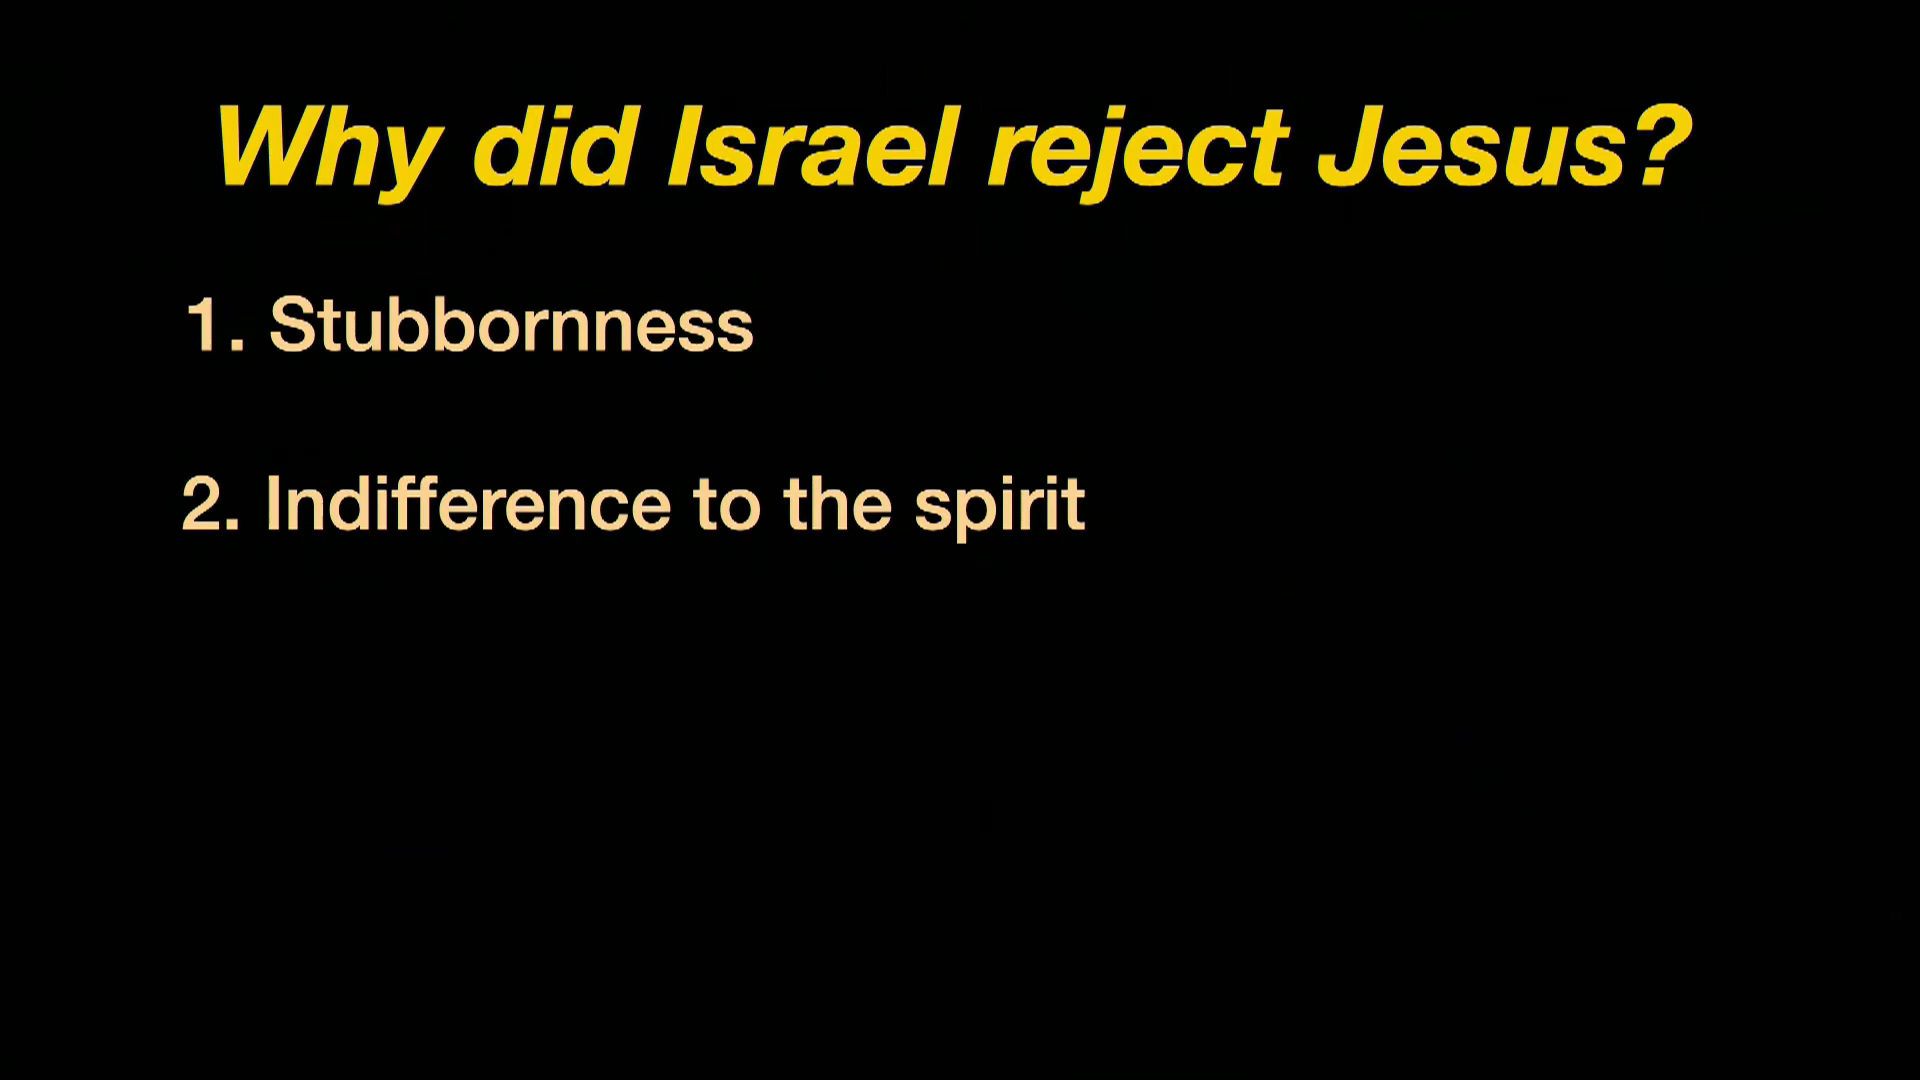 Why did Israel reject Jesus?
1. Stubbornness
2. Indifference to the spirit